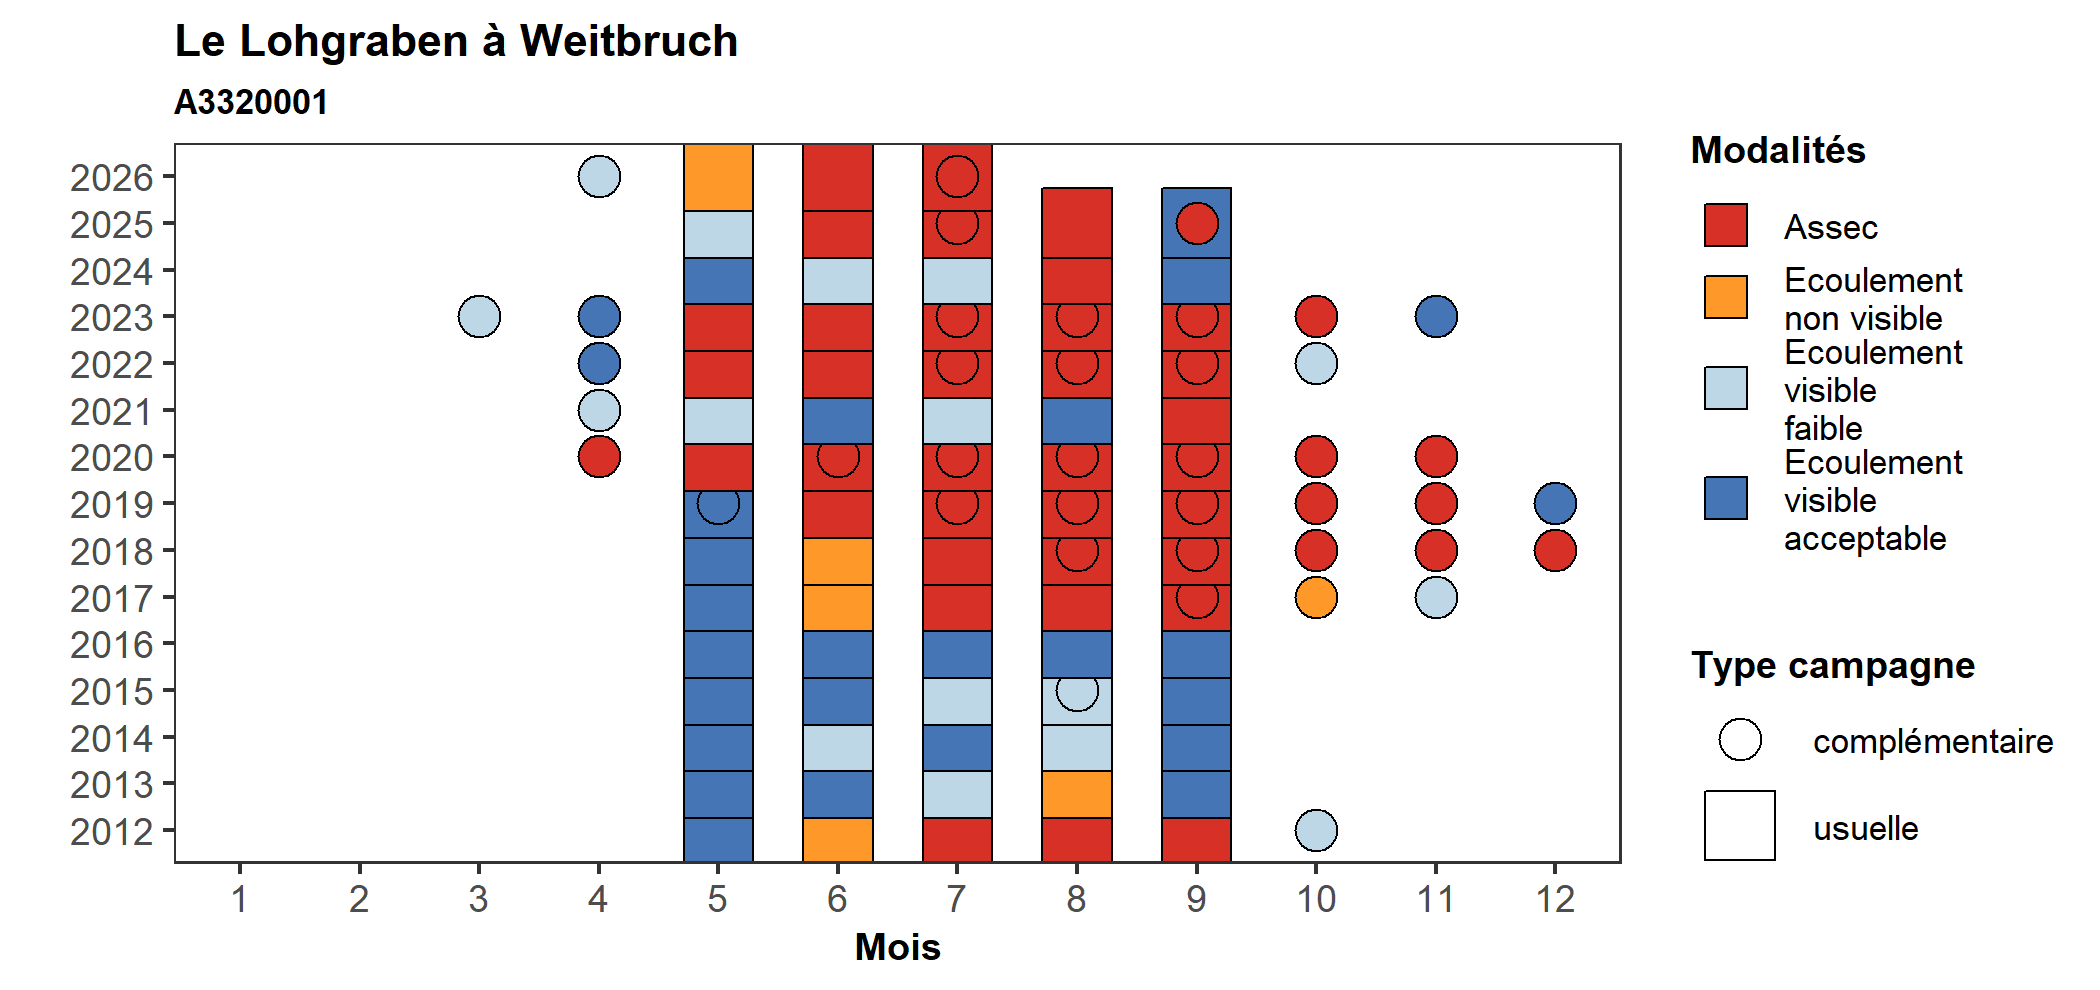 Le Lohgraben à Weitbruch
A3320001
2026
2025
2024
2023
2022
2021
2020
2019
2018
2017
2016
2015
2014
2013
2012
1 2 3 4 5 6 7 8 9 10 11 12
Mois
Modalités
Assec
Ecoulement
non visible
Ecoulement
visible
faible
Ecoulement
visible
acceptable
Type campagne
complémentaire
usuelle